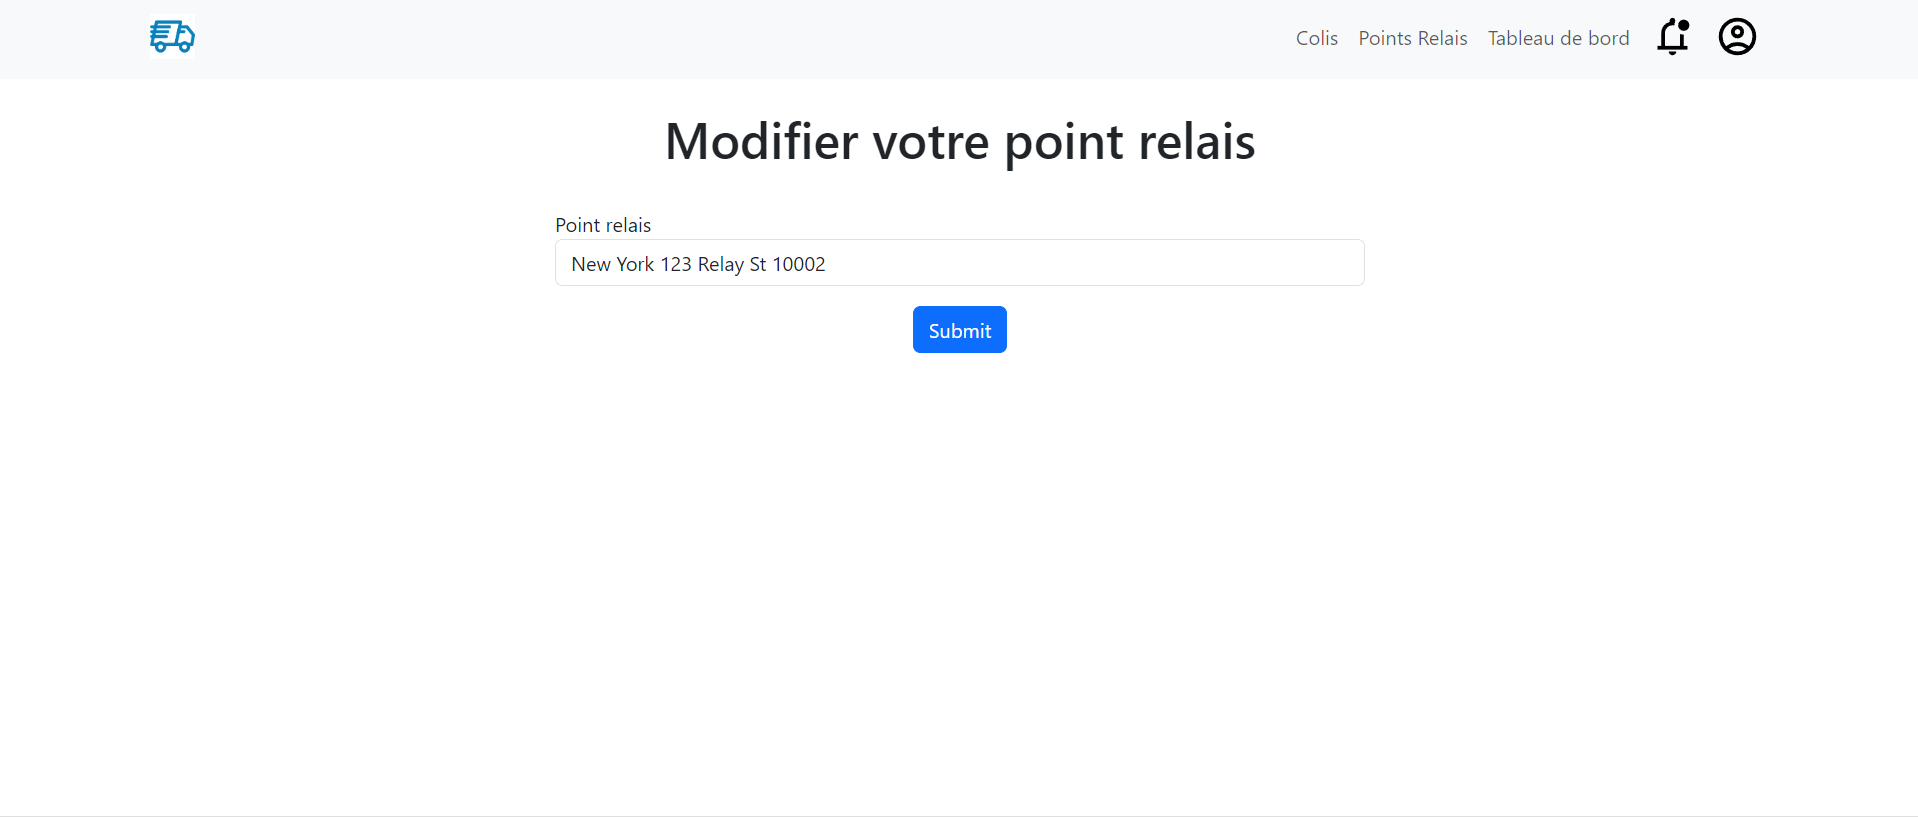 Colis Points Relais Tableau de bord
Modifier votre point relais
Point relais
New York 123 Relay St 10002
Submit